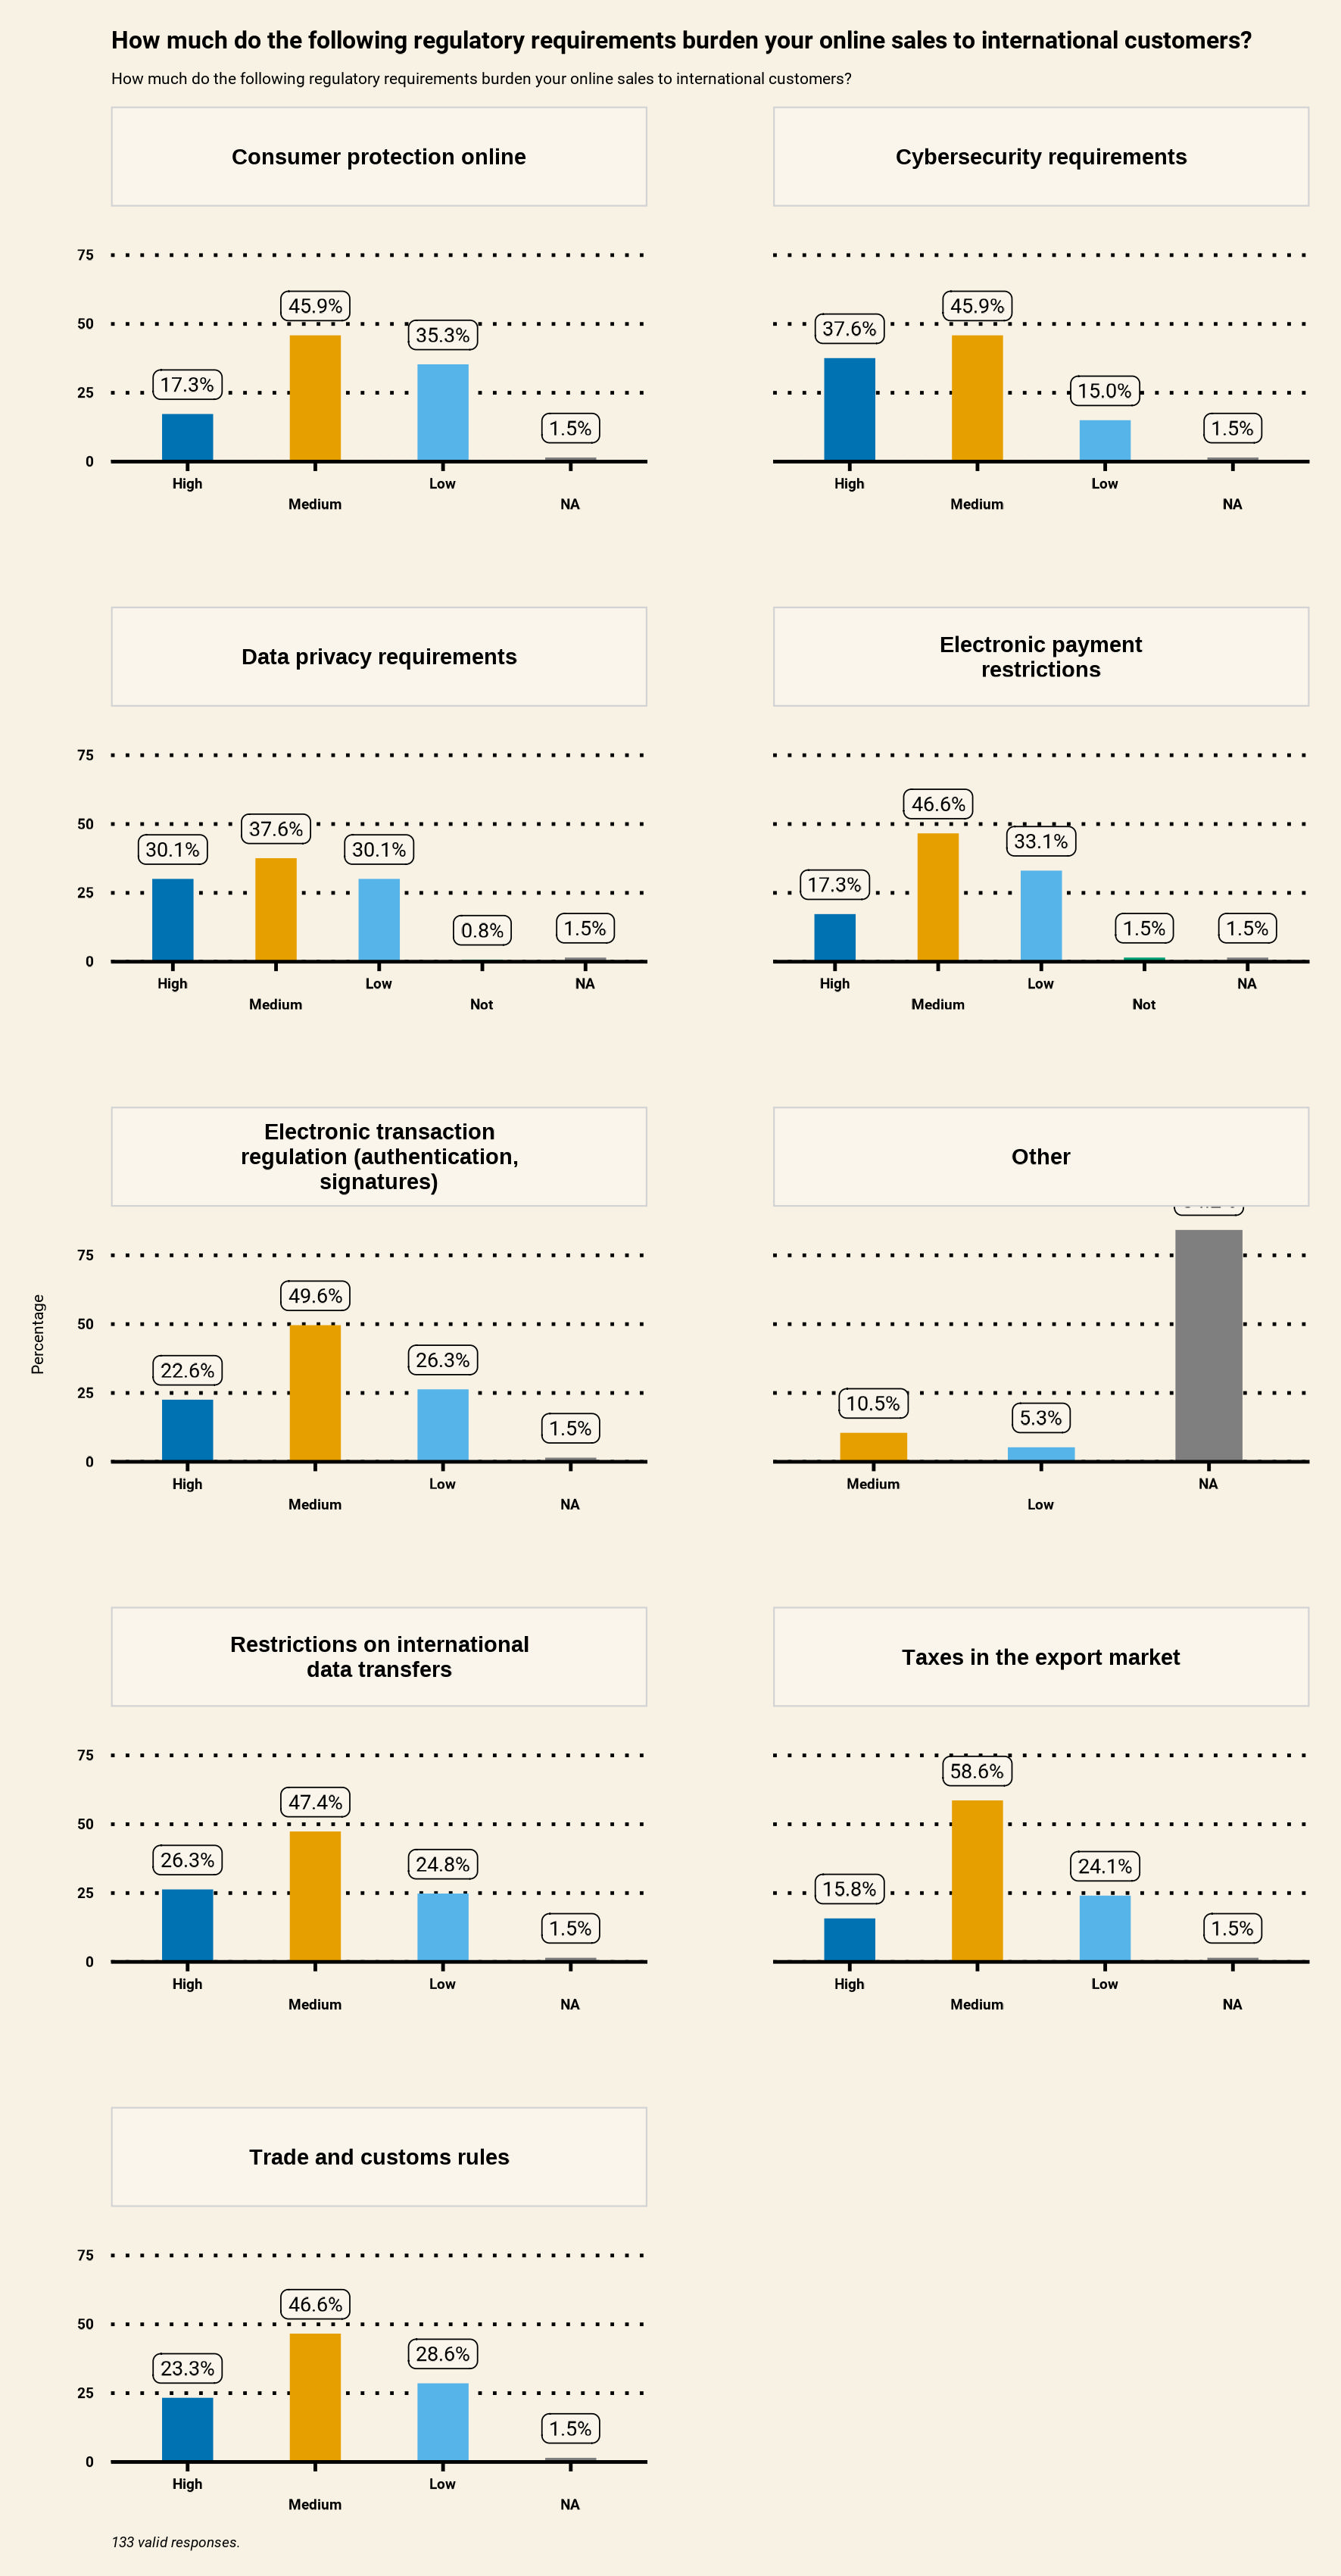 How much do the following regulatory requirements burden your online sales to international customers?
How much do the following regulatory requirements burden your online sales to international customers?
Consumer protection online
Cybersecurity requirements
75
50
25
0
17.3%
45.9%
35.3%
1.5%
High
Medium
Low
NA
37.6%
45.9%
15.0%
1.5%
High
Medium
Low
NA
Data privacy requirements
Electronic payment
restrictions
75
50
25
0
30.1%
37.6%
30.1%
0.8%
1.5%
High
Medium
Low
Not
NA
17.3%
46.6%
33.1%
1.5%
1.5%
High
Medium
Low
Not
NA
Electronic transaction
regulation (authentication,
signatures)
Other
Percentage
75
50
25
0
22.6%
49.6%
26.3%
1.5%
High
Medium
Low
NA
10.5%
5.3%
Medium
Low
NA
Restrictions on international
data transfers
Taxes in the export market
75
50
25
0
26.3%
47.4%
24.8%
1.5%
High
Medium
Low
NA
15.8%
58.6%
24.1%
1.5%
High
Medium
Low
NA
Trade and customs rules
75
50
25
0
23.3%
46.6%
28.6%
1.5%
High
Medium
Low
NA
133 valid responses.